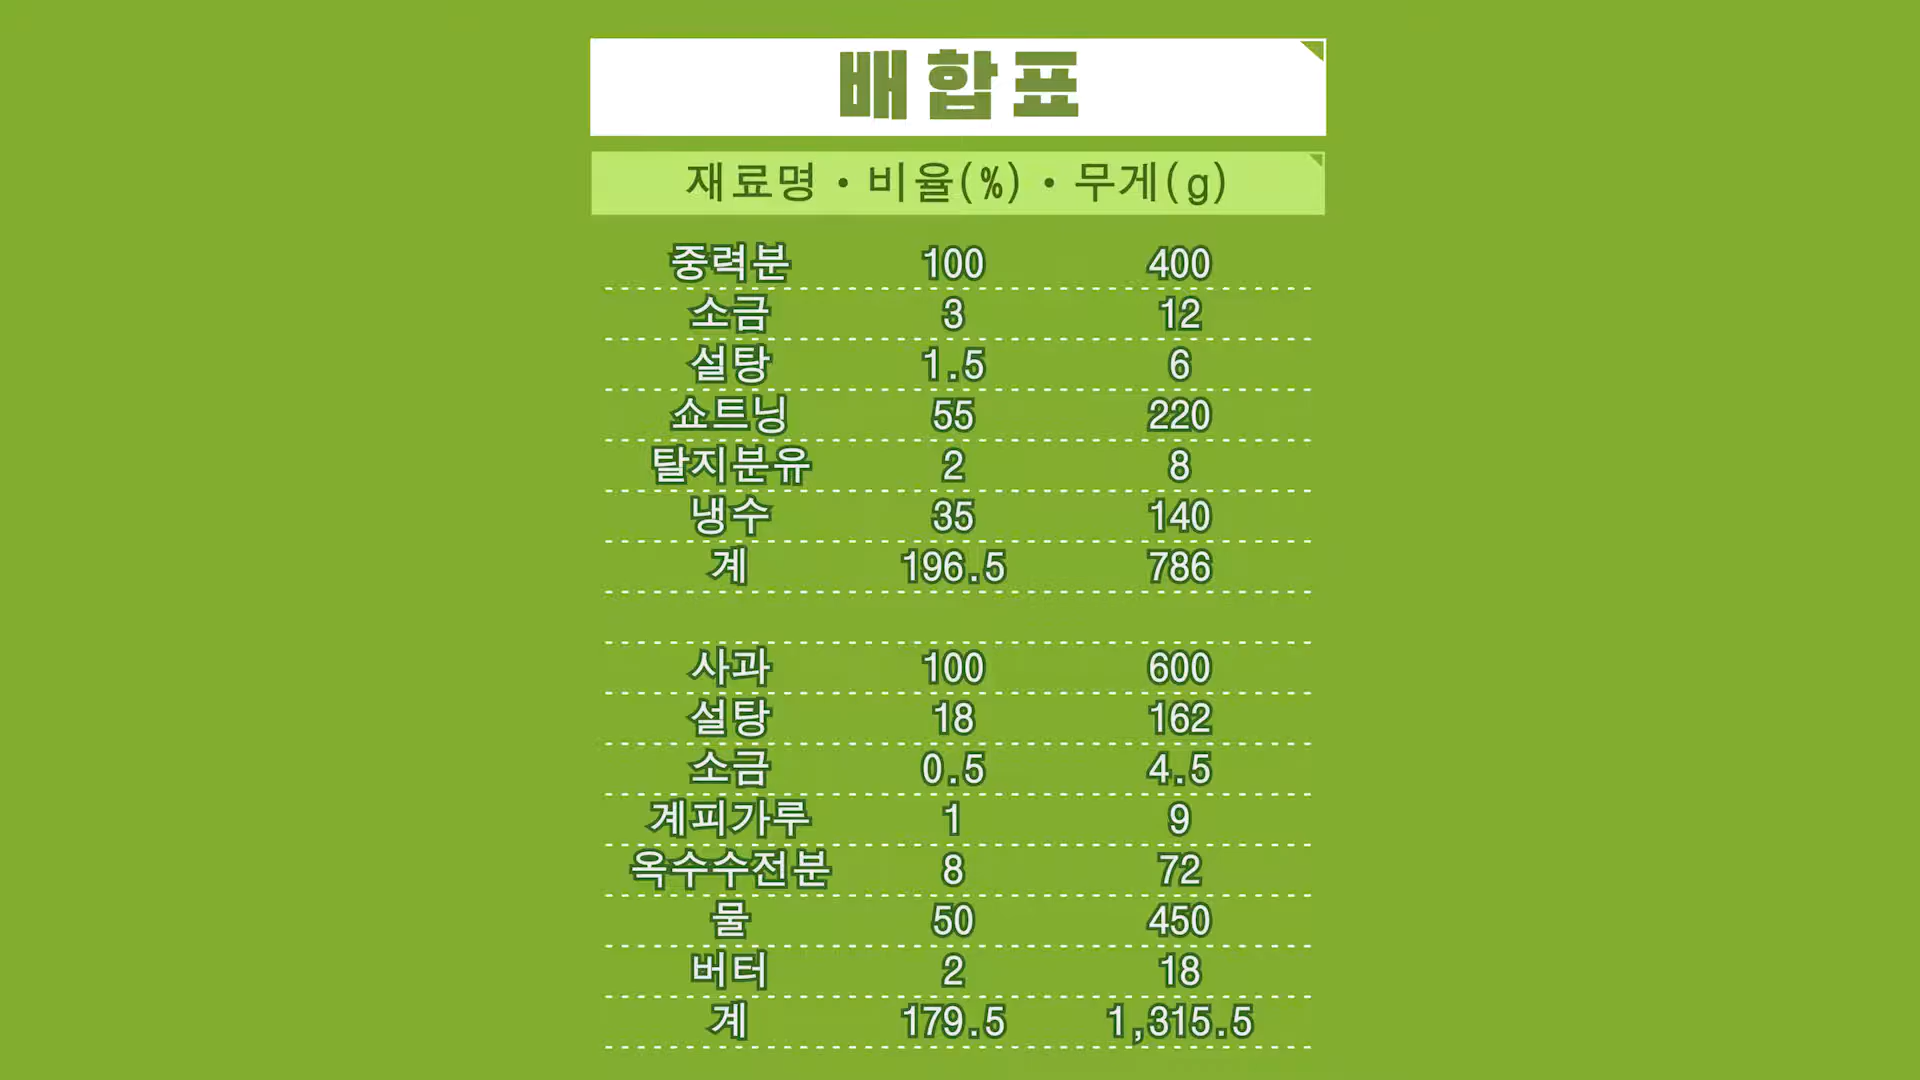 배합표
재료명·비율(%)·무게(g)
중력분 100 400
소금 3 12
설탕 1.5 6
쇼트닝 55 220
탈지분유 2 8
냉수 35 140
계 196.5 786
사과 100 600
설탕 18 162
소금 0.5 4.5
계피가루 1 9
옥수수전분 8 72
물 50 450
버터 2 18
계 179.5 1,315.5